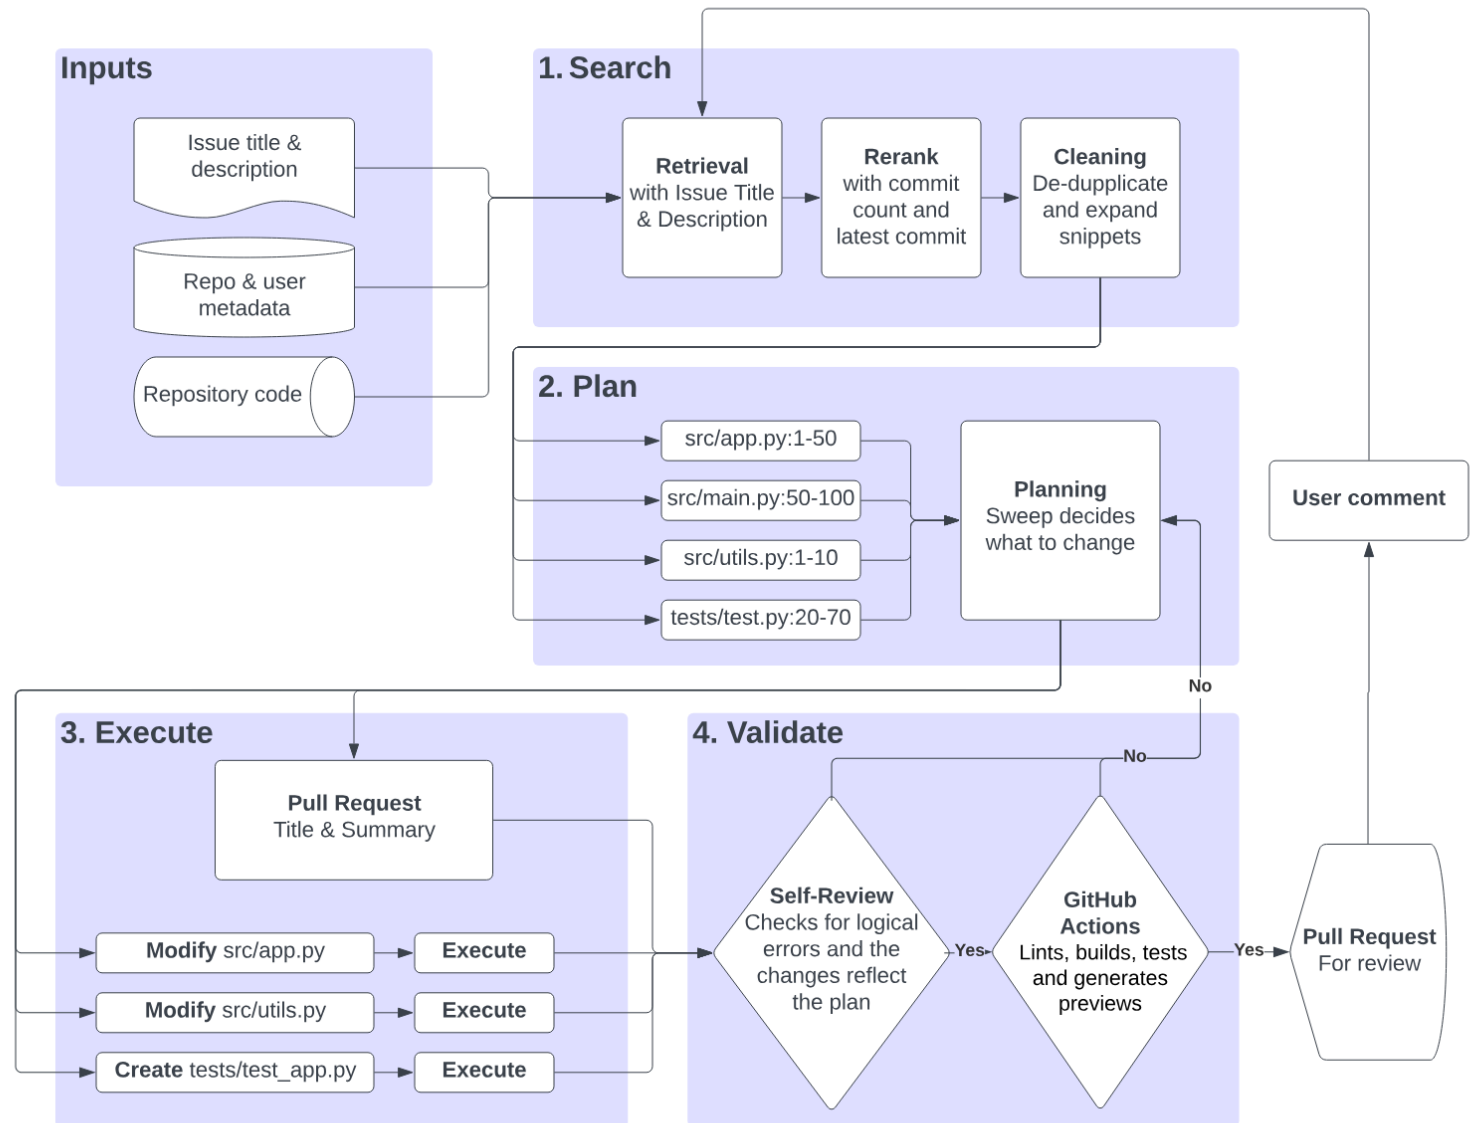 Inputs
Issue title &
description
Repo & user
metadata
Repository code
1. Search
Retrieval
with Issue Title
& Description
Rerank
with commit
count and
latest commit
Cleaning
De-dupplicate
and expand
snippets
2. Plan
src/app.py:1-50
src/main.py:50-100
src/utils.py:1-10
tests/test.py:20-70
Planning
Sweep decides
what to change
User comment
No
3. Execute
Pull Request
Title & Summary
Modify src/app.py
Execute
Modify src/utils.py
Execute
Create tests/test_app.py
Execute
4. Validate
No
Self-Review
Checks for logical
errors and the
changes reflect
the plan
Yes
GitHub
Actions
Lints, builds, tests
and generates
previews
Yes
Pull Request
For review